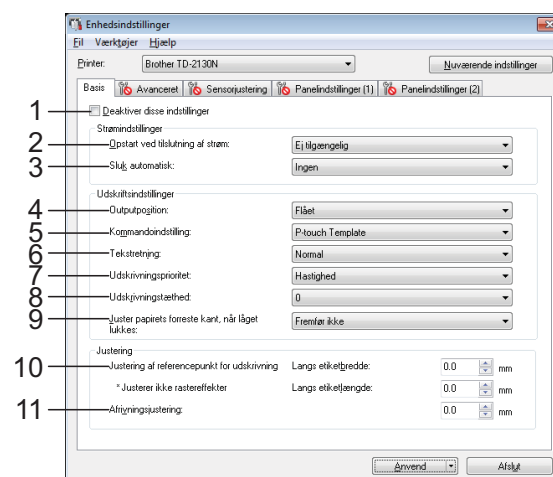 Enhedsindstillinger
Fil Værktøjer Hjælp
Printer: Brother TD-2130N Nuværende indstillinger
Basis Avanceret Sensorjustering Panelindstillinger (1) Panelindstillinger (2)
1 Deaktiver disse indstillinger
Strømindstillinger
2 Opstart ved tilslutning af strøm: Ej tilgængelig
3 Sluk automatisk: Ingen
Udskriftsindstillinger
4 Outputposition: Flået
5 Kommandoindstilling: P-touch Template
6 Tekstretning: Normal
7 Udskrivningsprioritet: Hastighed
8 Udskrivningstæthed: 0
9 Juster papirets forreste kant, når låget lukkes: Fremfør ikke
Justering
10 Justering af referencepunkt for udskrivning Langs etiketbredde: 0.0 mm
* Justerer ikke rastereffekter Langs etiketlængde: 0.0 mm
11 Afrivningsjustering: 0.0 mm
Anvend Afslut